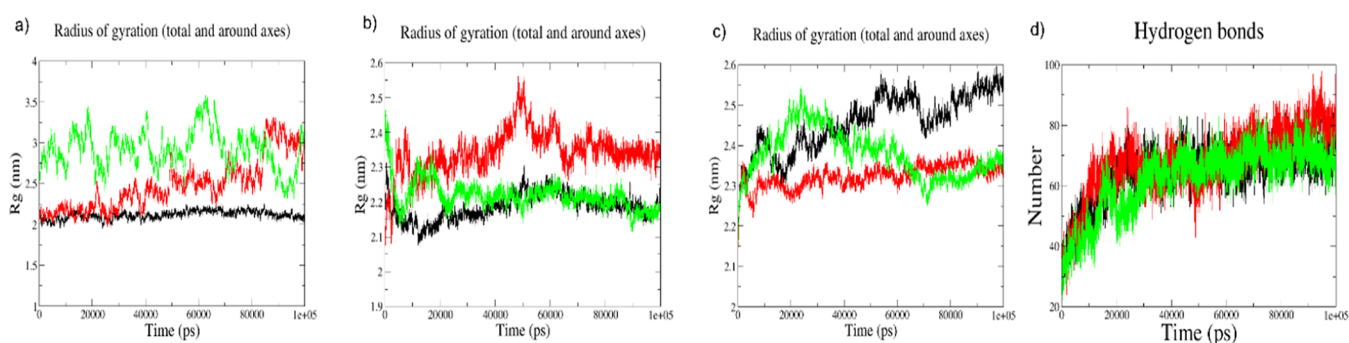 a)
Radius of gyration (total and around axes)
Rg (nm)
4
3.5
3
2.5
2
1.5
1
0
20000
40000
60000
80000
1e+05
Time (ps)
b)
Radius of gyration (total and around axes)
Rg (nm)
2.6
2.5
2.4
2.3
2.2
2.1
2
1.9
0
20000
40000
60000
80000
1e+05
Time (ps)
c)
Radius of gyration (total and around axes)
Rg (nm)
2.6
2.5
2.4
2.3
2.2
2.1
2
0
20000
40000
60000
80000
1e+05
Time (ps)
d)
Hydrogen bonds
Number
100
80
60
40
20
0
20000
40000
60000
80000
1e+05
Time (ps)